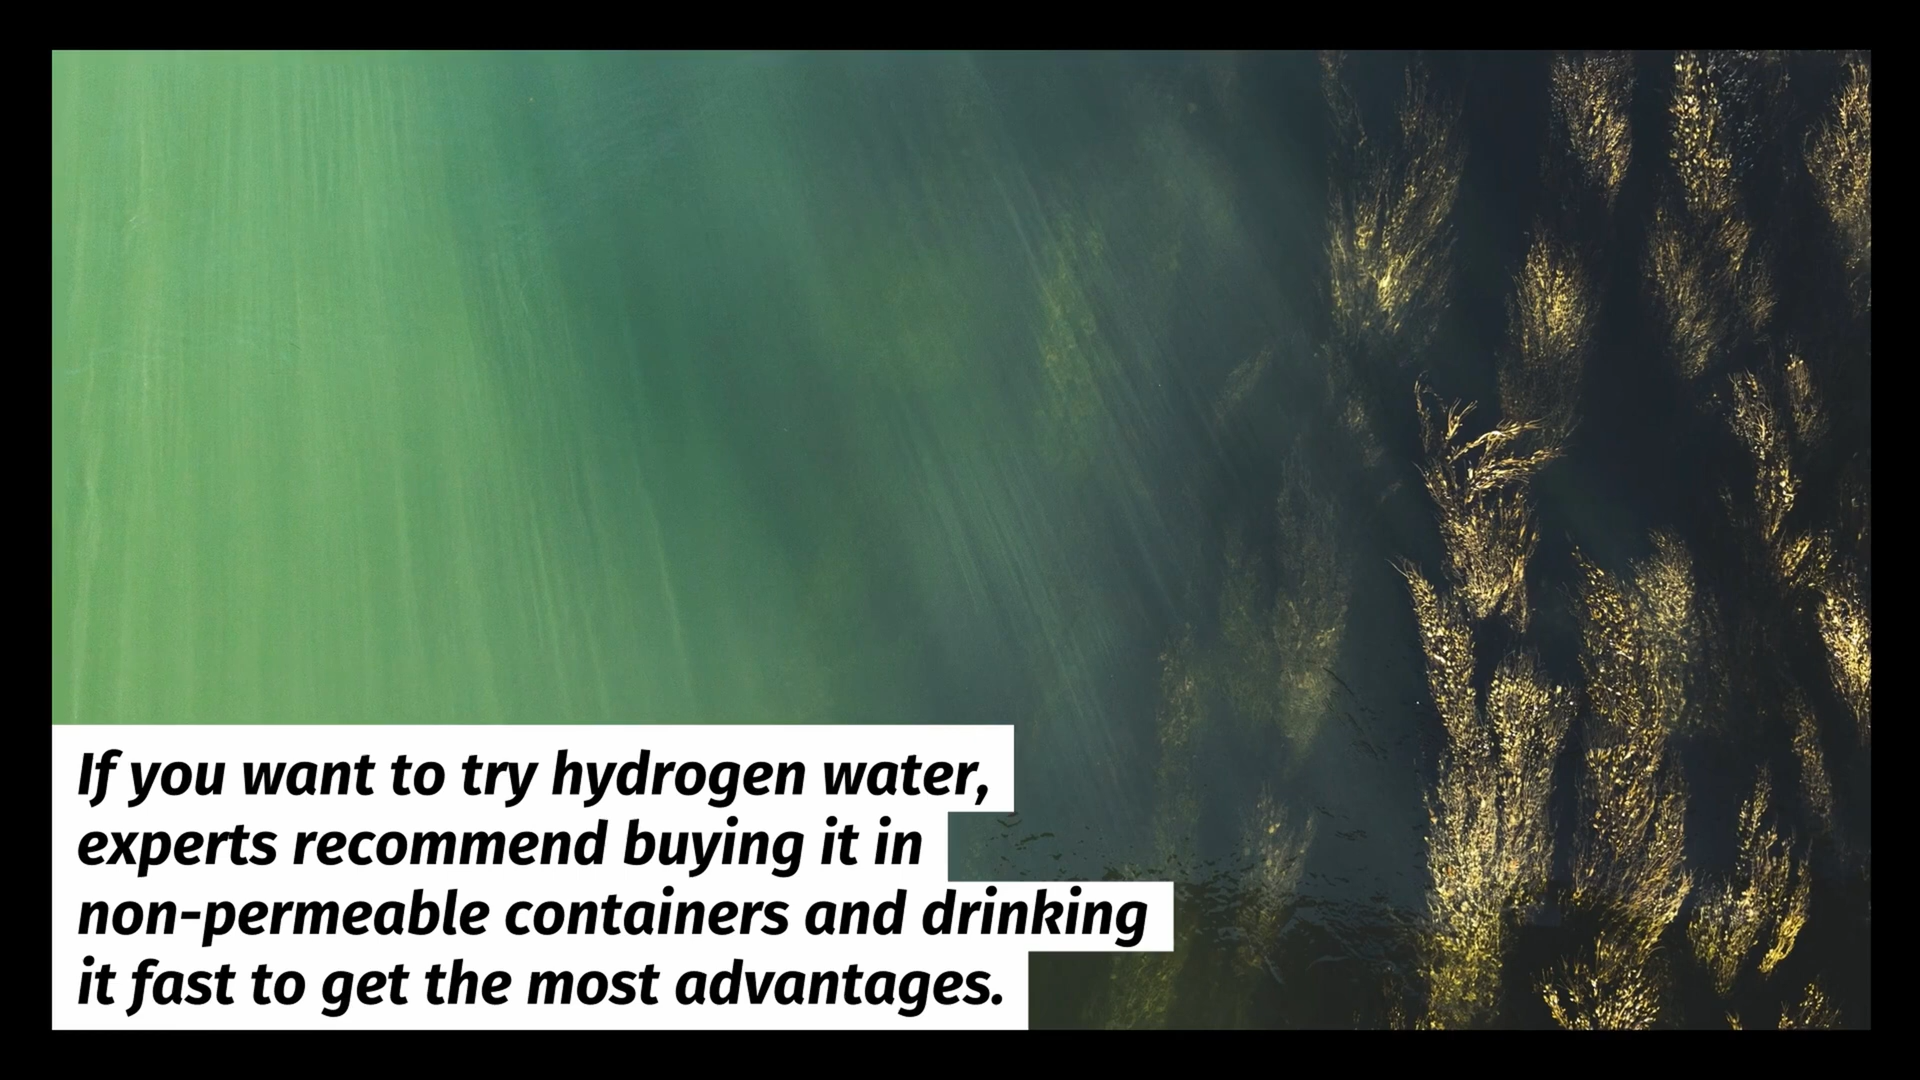 If you want to try hydrogen water,
experts recommend buying it in
non-permeable containers and drinking
it fast to get the most advantages.